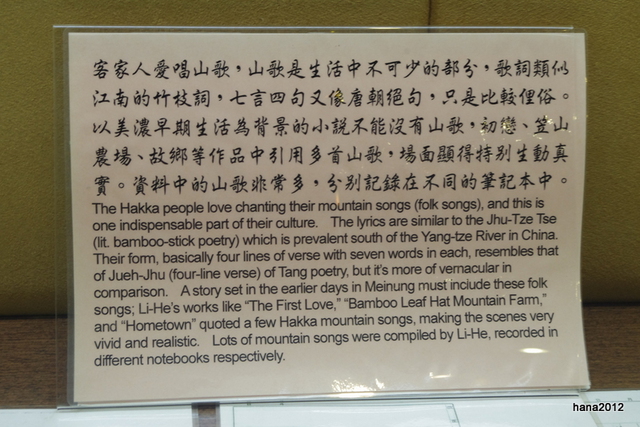 客家人愛唱山歌，山歌是生活中不可少的部分，歌詞類似
江南的竹枝詞，七言四句又像唐朝絕句，只是比較俚俗。
以美濃早期生活為背景的小說不能沒有山歌，初戀、笠山
農場、故鄉等作品中引用多首山歌，場面顯得特別生動真
實。資料中的山歌非常多，分別記錄在不同的筆記本中。
The Hakka people love chanting their mountain songs (folk songs), and this is
one indispensable part of their culture. The lyrics are similar to the Jhu-Tze Tse
(lit. bamboo-stick poetry) which is prevalent south of the Yang-tze River in China.
Their form, basically four lines of verse with seven words in each, resembles that
of Jueh-Jhu (four-line verse) of Tang poetry, but it's more of vernacular in
comparison. A story set in the earlier days in Meinung must include these folk
songs; Li-He's works like "The First Love," "Bamboo Leaf Hat Mountain Farm,"
and "Hometown" quoted a few Hakka mountain songs, making the scenes very
vivid and realistic. Lots of mountain songs were compiled by Li-He, recorded in
different notebooks respectively.
hana2012